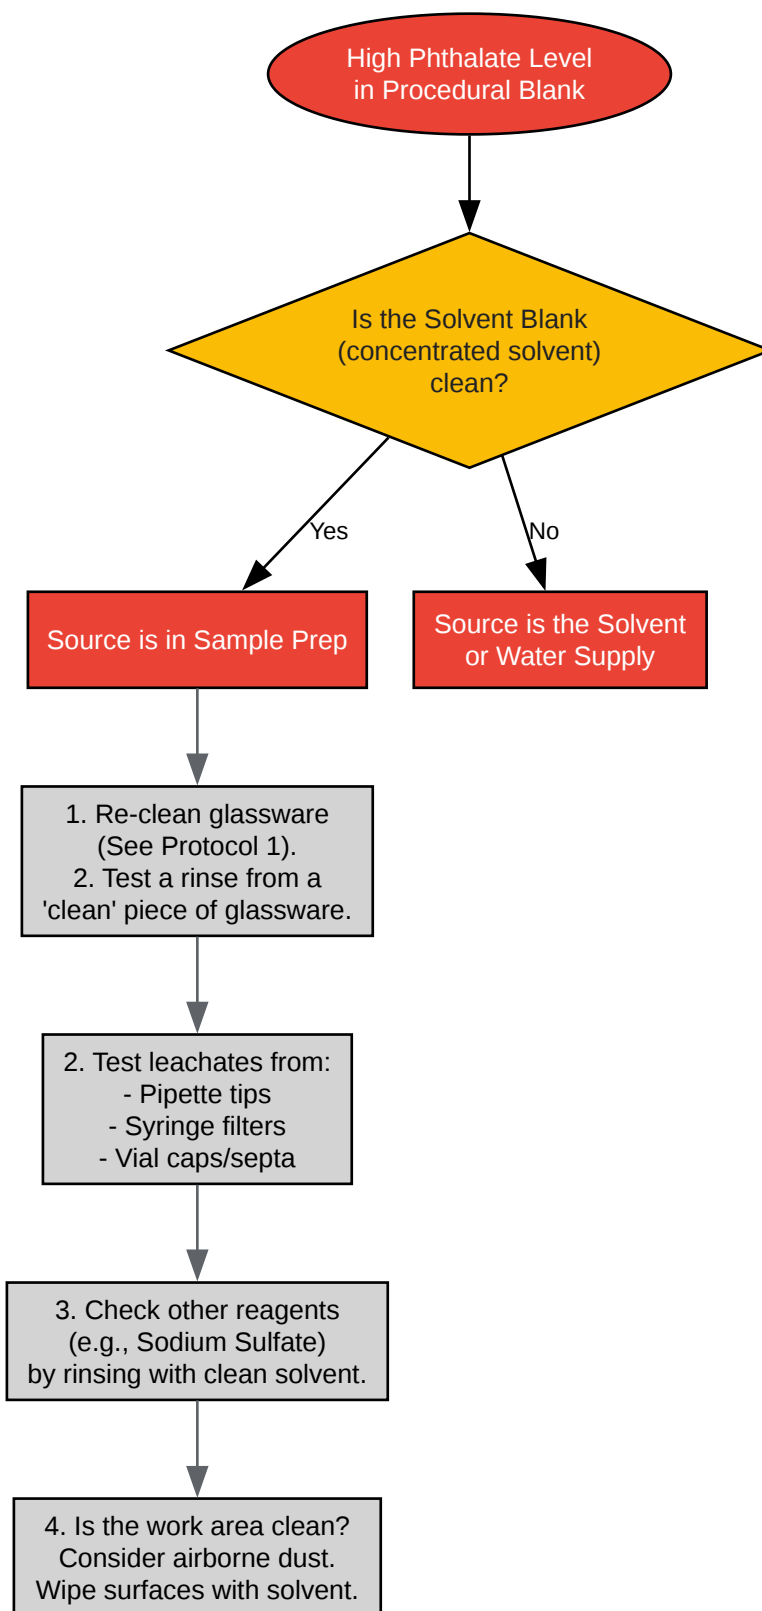 High Phthalate Level
in Procedural Blank
Is the Solvent Blank
(concentrated solvent)
clean?
Yes
No
Source is in Sample Prep
Source is the Solvent
or Water Supply
1. Re-clean glassware
(See Protocol 1).
2. Test a rinse from a
'clean' piece of glassware.
2. Test leachates from:
- Pipette tips
- Syringe filters
- Vial caps/septa
3. Check other reagents
(e.g., Sodium Sulfate)
by rinsing with clean solvent.
4. Is the work area clean?
Consider airborne dust.
Wipe surfaces with solvent.